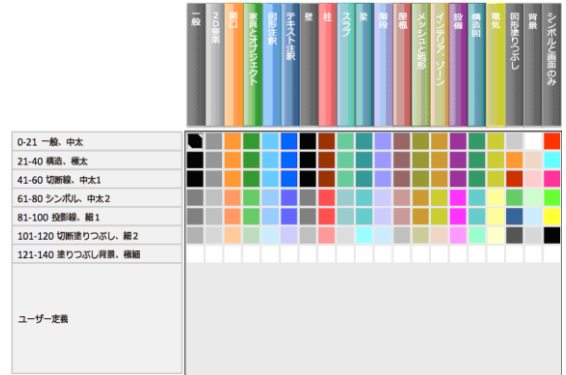 一般
2D要素
開口
家具とオブジェクト
図形注釈
テキスト注釈
壁
柱
スラブ
梁
階段
屋根
メッシュと地形
インテリア、ゾーン
設備
構造図
電気
図形塗りつぶし
背景
シンボルと画面のみ
0-21 一般、中太
21-40 構造、極太
41-60 切断線、中太1
61-80 シンボル、中太2
81-100 投影線、細1
101-120 切断塗りつぶし、細2
121-140 塗りつぶし背景、極細
ユーザー定義